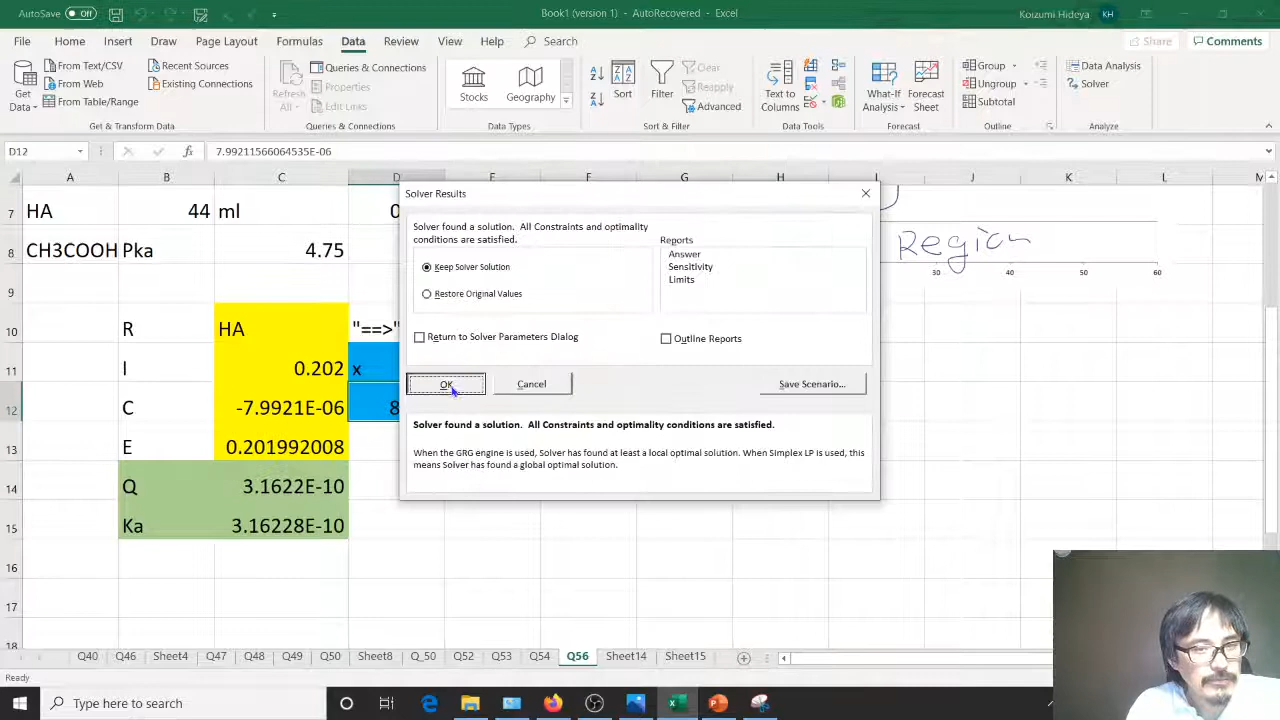 AutoSave Off
Book1 (version 1) - AutoRecovered - Excel
Koizumi Hideya KH
File Home Insert Draw Page Layout Formulas Data Review View Help Search
Share Comments
Get Data
From Text/CSV
From Web
From Table/Range
Recent Sources
Existing Connections
Get & Transform Data
Refresh All
Queries & Connections
Properties
Edit Links
Queries & Connections
Stocks
Geography
Data Types
Sort
Filter
Clear
Reapply
Advanced
Sort & Filter
Text to Columns
Data Tools
What-If Analysis
Forecast Sheet
Forecast
Group
Ungroup
Subtotal
Outline
Data Analysis
Solver
Analyze
D12 fx 7.99211566064535E-06
A B C D E F G H I J K L M
7 HA 44 ml 0
8 CH3COOH Pka 4.75
9
10 R HA "==>"
11 I 0.202 x
12 C -7.9921E-06 8
13 E 0.201992008
14 Q 3.1622E-10
15 Ka 3.16228E-10
16
17
18
Region
30 40 50 60
Solver Results
Solver found a solution. All Constraints and optimality
conditions are satisfied.
Keep Solver Solution
Restore Original Values
Reports
Answer
Sensitivity
Limits
Return to Solver Parameters Dialog
Outline Reports
OK Cancel Save Scenario...
Solver found a solution. All Constraints and optimality conditions are satisfied.
When the GRG engine is used, Solver has found at least a local optimal solution. When Simplex LP is used, this
means Solver has found a global optimal solution.
Q40 Q46 Sheet4 Q47 Q48 Q49 Q50 Sheet8 Q_50 Q52 Q53 Q54 Q56 Sheet14 Sheet15
Type here to search